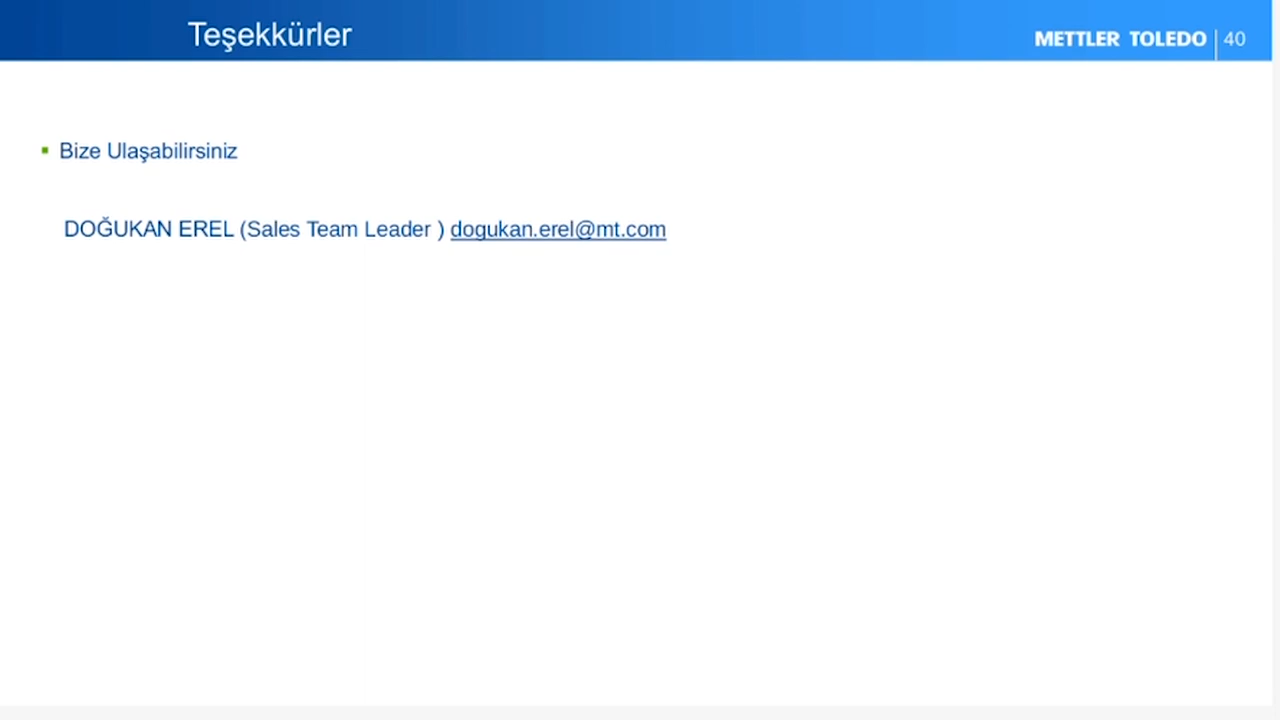 Teşekkürler
METTLER TOLEDO | 40
▪ Bize Ulaşabilirsiniz
DOĞUKAN EREL (Sales Team Leader ) dogukan.erel@mt.com